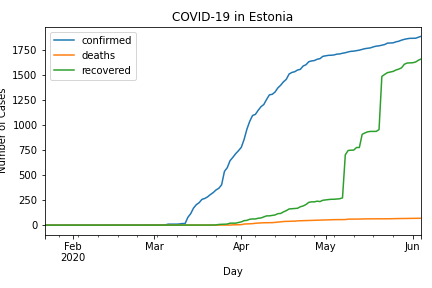 COVID-19 in Estonia
confirmed
deaths
recovered
Number of Cases
1750
1500
1250
1000
750
500
250
0
Feb
2020
Mar
Apr
May
Jun
Day